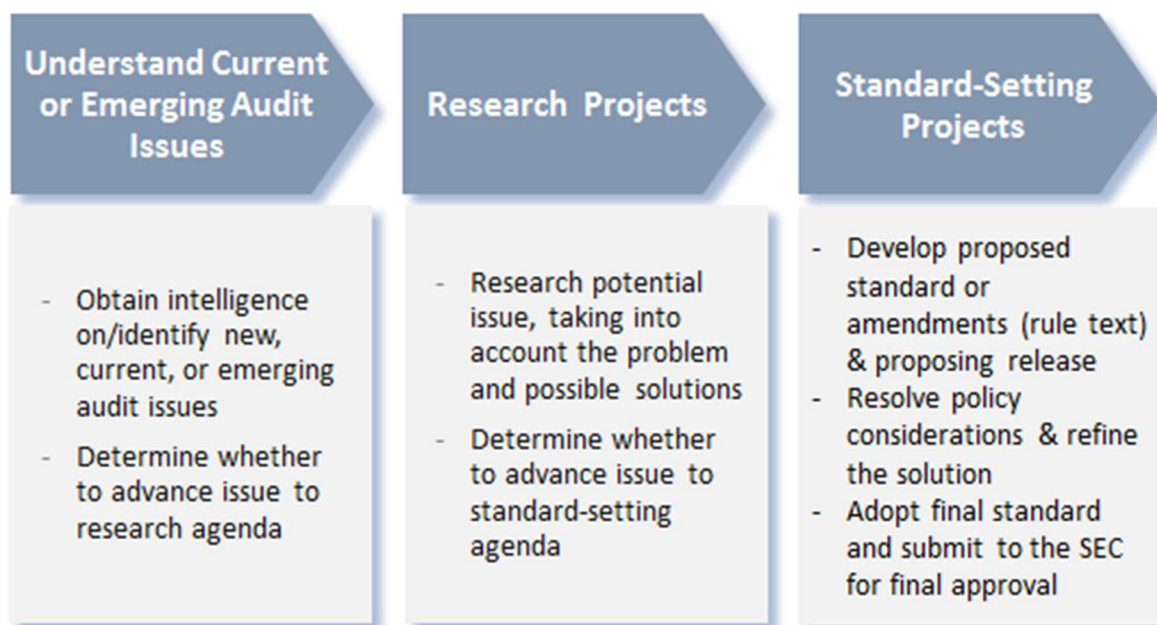 Understand Current
or Emerging Audit
Issues
- Obtain intelligence
on/identify new,
current, or emerging
audit issues
- Determine whether
to advance issue to
research agenda
Research Projects
- Research potential
issue, taking into
account the problem
and possible solutions
- Determine whether
to advance issue to
standard-setting
agenda
Standard-Setting
Projects
- Develop proposed
standard or
amendments (rule text)
& proposing release
- Resolve policy
considerations & refine
the solution
- Adopt final standard
and submit to the SEC
for final approval